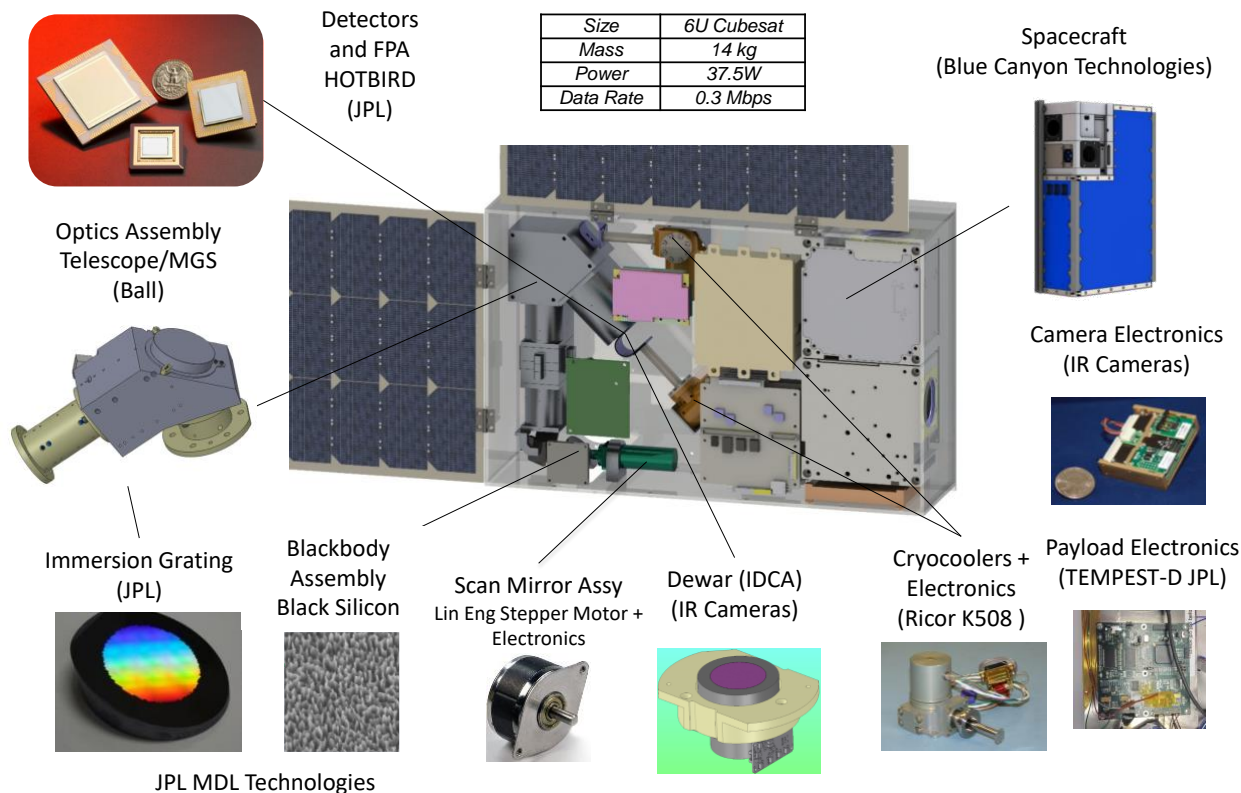 Detectors
and FPA
HOTBIRD
(JPL)
Size 6U Cubesat
Mass 14 kg
Power 37.5W
Data Rate 0.3 Mbps
Spacecraft
(Blue Canyon Technologies)
Optics Assembly
Telescope/MGS
(Ball)
Camera Electronics
(IR Cameras)
Immersion Grating
(JPL)
Blackbody
Assembly
Black Silicon
Scan Mirror Assy
Lin Eng Stepper Motor +
Electronics
Dewar (IDCA)
(IR Cameras)
Cryocoolers +
Electronics
(Ricor K508 )
Payload Electronics
(TEMPEST-D JPL)
JPL MDL Technologies